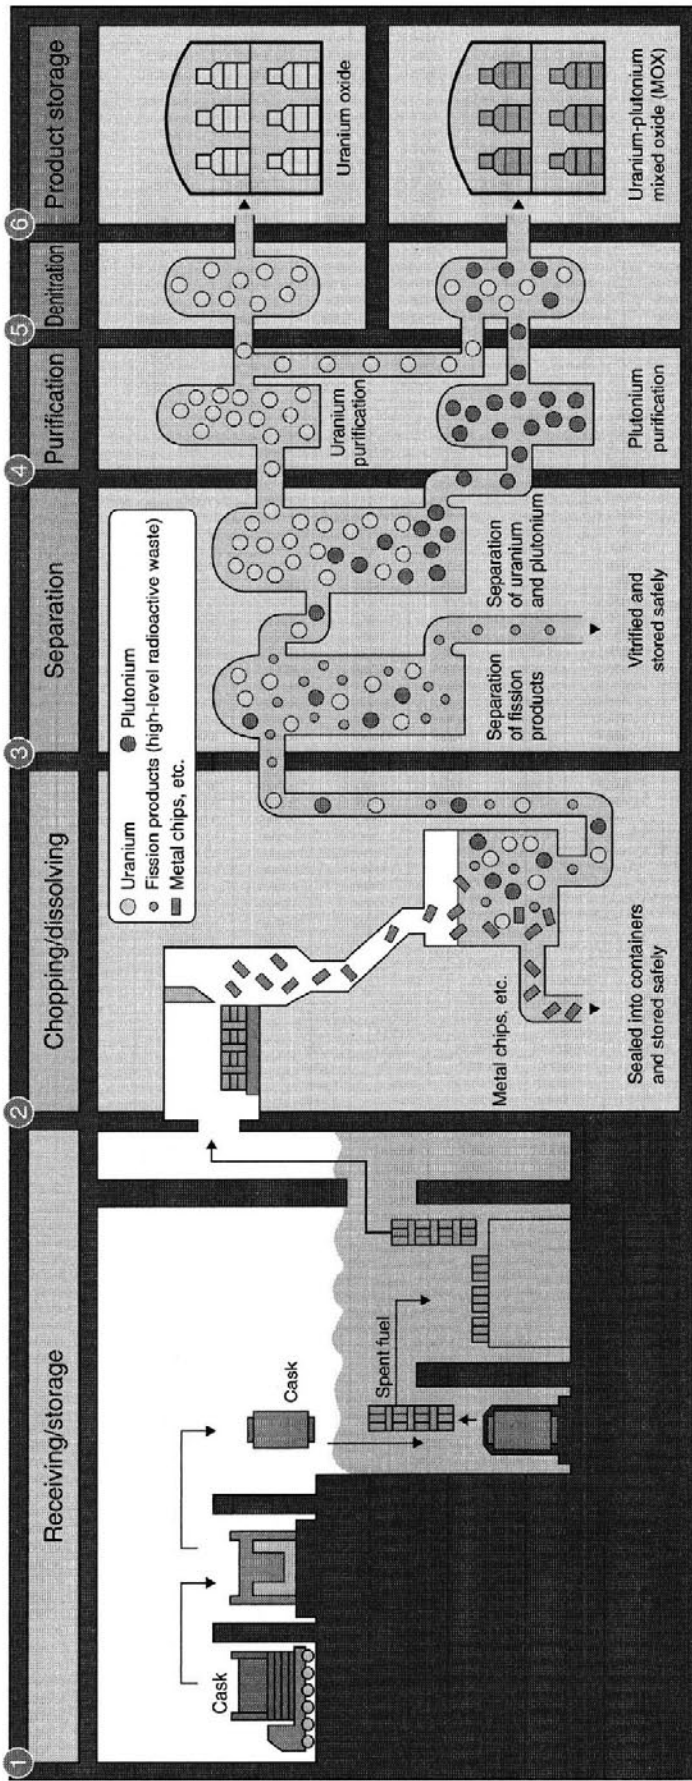 1
Receiving/storage
Cask
Cask
Spent fuel
2
Chopping/dissolving
Metal chips, etc.
Sealed into containers
and stored safely
Uranium
Plutonium
Fission products (high-level radioactive waste)
Metal chips, etc.
3
Separation
Separation
of fission
products
Separation
of uranium
and plutonium
Vitrified and
stored safely
4
Purification
Uranium
purification
Plutonium
purification
5
Denitration
6
Product storage
Uranium oxide
Uranium-plutonium
mixed oxide (MOX)